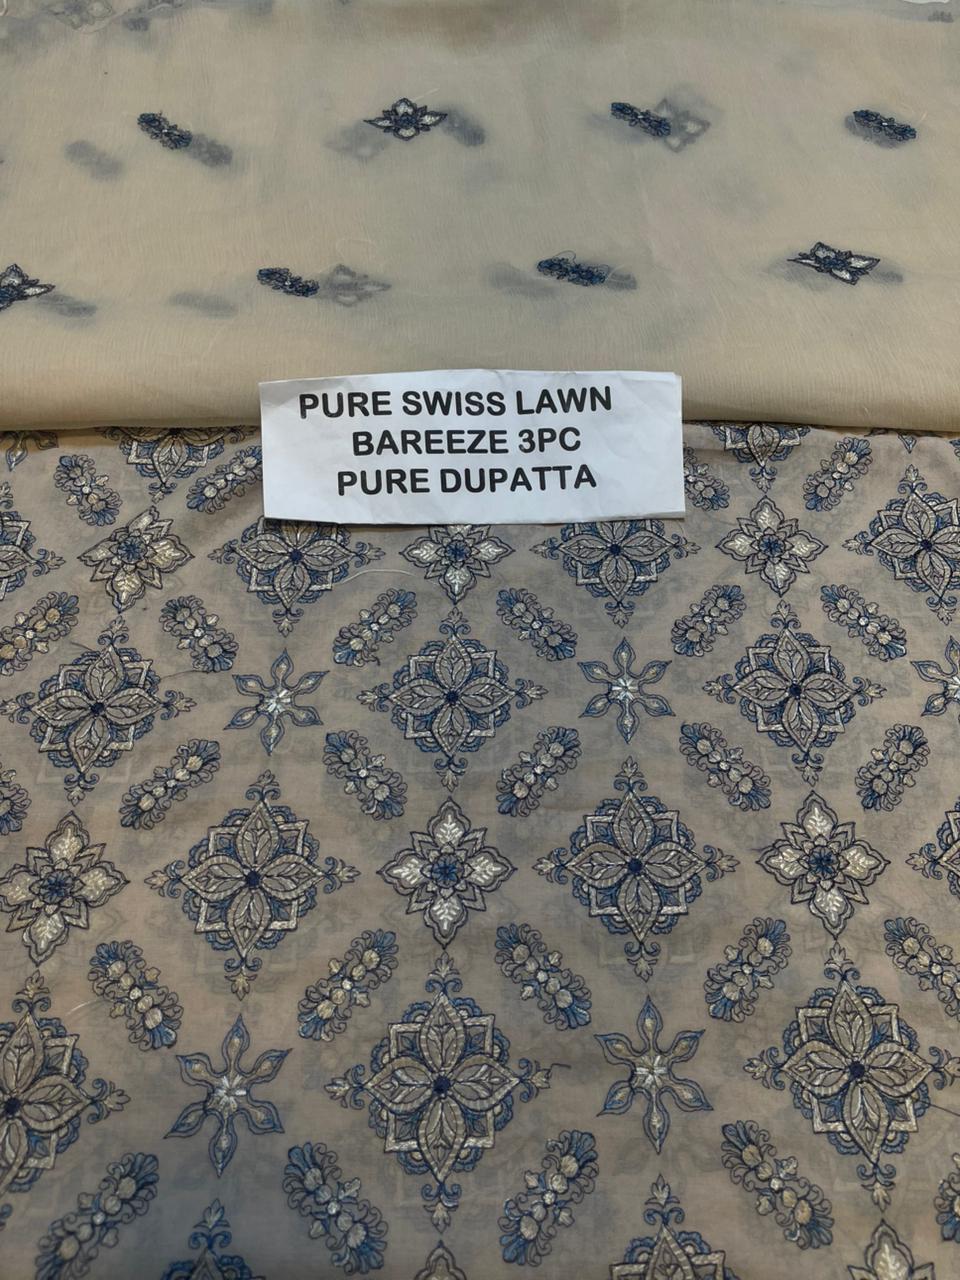 PURE SWISS LAWN
BAREEZE 3PC
PURE DUPATTA